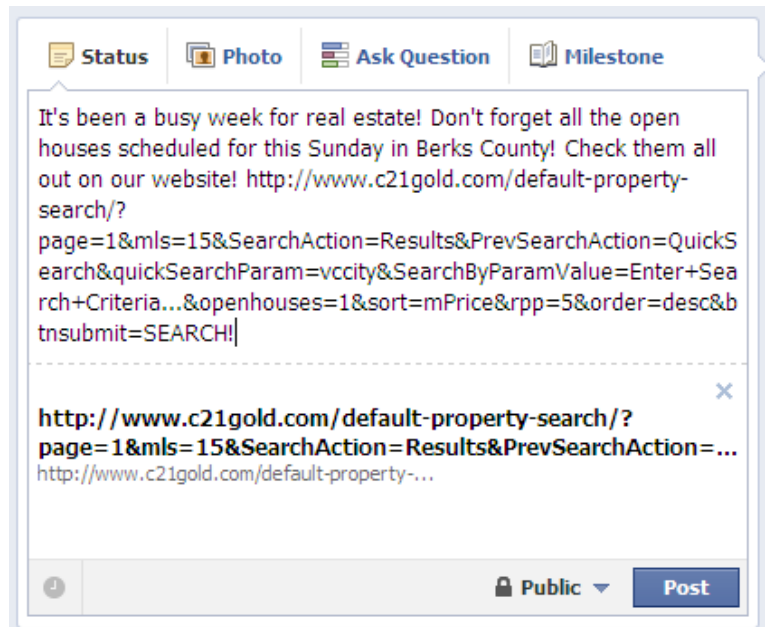 Status Photo Ask Question Milestone
It's been a busy week for real estate! Don't forget all the open
houses scheduled for this Sunday in Berks County! Check them all
out on our website! http://www.c21gold.com/default-property-
search/?
page=1&mls=15&SearchAction=Results&PrevSearchAction=QuickS
earch&quickSearchParam=vccity&SearchByParamValue=Enter+Sea
rch+Criteria...&openhouses=1&sort=mPrice&rpp=5&order=desc&b
tnsubmit=SEARCH!
http://www.c21gold.com/default-property-search/?
page=1&mls=15&SearchAction=Results&PrevSearchAction=...
http://www.c21gold.com/default-property-...
Public Post